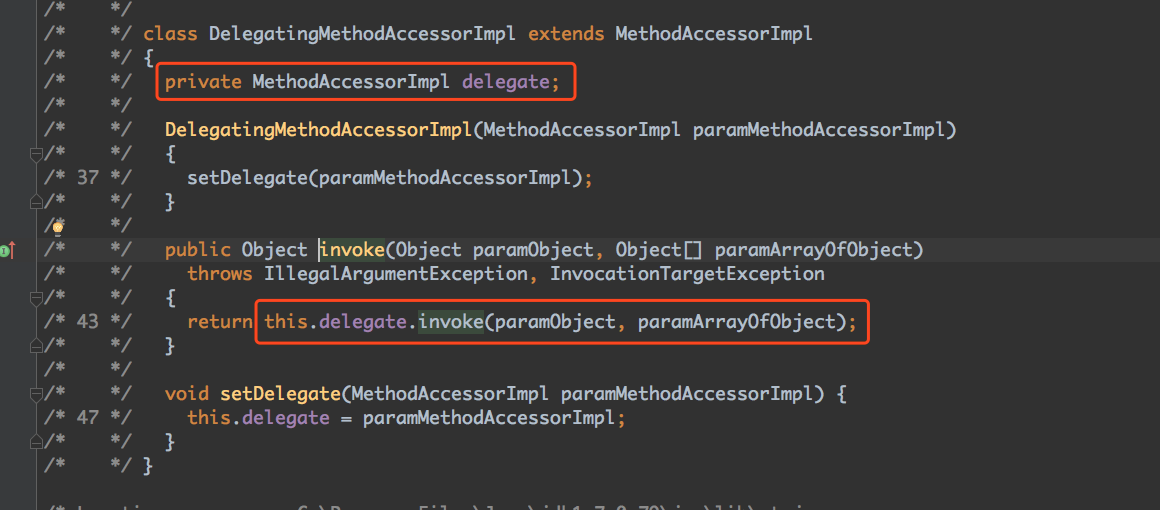 /*     */
/*     */ class DelegatingMethodAccessorImpl extends MethodAccessorImpl
/*     */ {
/*     */   private MethodAccessorImpl delegate;
/*     */
/*     */   DelegatingMethodAccessorImpl(MethodAccessorImpl paramMethodAccessorImpl)
/*     */   {
/* 37  */     setDelegate(paramMethodAccessorImpl);
/*     */   }
/*     */
/*     */   public Object invoke(Object paramObject, Object[] paramArrayOfObject)
/*     */     throws IllegalArgumentException, InvocationTargetException
/*     */   {
/* 43  */     return this.delegate.invoke(paramObject, paramArrayOfObject);
/*     */   }
/*     */
/*     */   void setDelegate(MethodAccessorImpl paramMethodAccessorImpl) {
/* 47  */     this.delegate = paramMethodAccessorImpl;
/*     */   }
/*     */ }